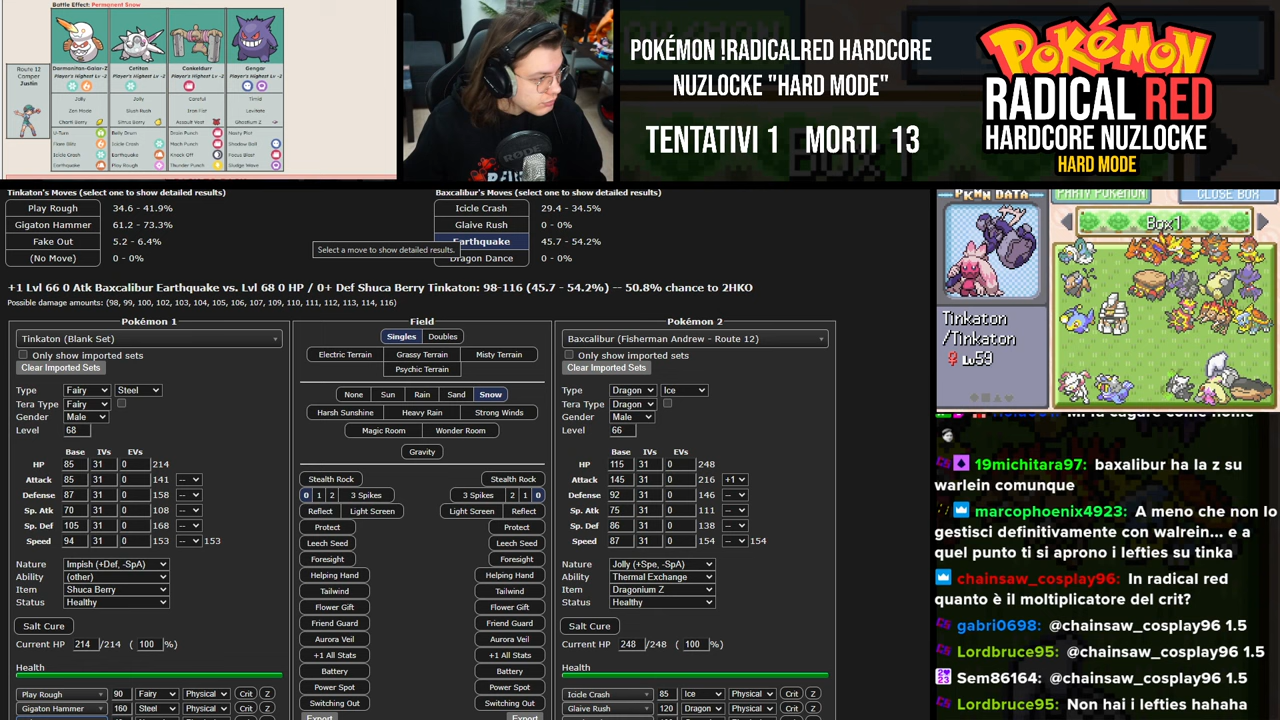 Battle Effect: Permanent Snow
Route 12
Camper
Justin
Darmanitan-Galar-Z
Cetitan
Conkeldurr
Gengar
Player's Highest Lv -2
Player's Highest Lv -2
Player's Highest Lv -2
Player's Highest Lv -2
Jolly
Jolly
Careful
Timid
Zen Mode
Slush Rush
Iron Fist
Levitate
Sitrus Berry
Assault Vest
U-Turn
Belly Drum
Drain Punch
Nasty Plot
Flare Blitz
Icicle Crash
Mach Punch
Shadow Ball
Icicle Crash
Earthquake
Knock Off
Focus Blast
Earthquake
Play Rough
Thunder Punch
Sludge Wave
POKÉMON !RADICALRED HARDCORE
NUZLOCKE "HARD MODE"
TENTATIVI 1 MORTI 13
POKéMON
RADICAL RED
HARDCORE NUZLOCKE
HARD MODE
Tinkaton's Moves (select one to show detailed results)
Play Rough 34.6 - 41.9%
Gigaton Hammer 61.2 - 73.3%
Fake Out 5.2 - 6.4%
(No Move) 0 - 0%
Baxcalibur's Moves (select one to show detailed results)
Icicle Crash 29.4 - 34.5%
Glaive Rush 0 - 0%
Earthquake 45.7 - 54.2%
Dragon Dance 0 - 0%
Select a move to show detailed results.
+1 Lvl 66 0 Atk Baxcalibur Earthquake vs. Lvl 68 0 HP / 0+ Def Shuca Berry Tinkaton: 98-116 (45.7 - 54.2%) -- 50.8% chance to 2HKO
Possible damage amounts: (98, 99, 100, 102, 103, 104, 105, 106, 107, 109, 110, 111, 112, 113, 114, 116)
Pokémon 1
Tinkaton (Blank Set)
Only show imported sets
Clear Imported Sets
Type Fairy Steel
Tera Type Fairy
Gender Male
Level 68
Base IVs EVs
HP 85 31 0 214
Attack 85 31 0 141 --
Defense 87 31 0 158 --
Sp. Atk 70 31 0 108 --
Sp. Def 105 31 0 168 --
Speed 94 31 0 153 -- 153
Nature Impish (+Def, -SpA)
Ability (other)
Item Shuca Berry
Status Healthy
Salt Cure
Current HP 214 /214 ( 100 %)
Health
Play Rough 90 Fairy Physical Crit Z
Gigaton Hammer 160 Steel Physical Crit Z
Field
Singles Doubles
Electric Terrain Grassy Terrain Misty Terrain
Psychic Terrain
None Sun Rain Sand Snow
Harsh Sunshine Heavy Rain Strong Winds
Magic Room Wonder Room
Gravity
Stealth Rock Stealth Rock
0 1 2 3 Spikes 3 Spikes 2 1 0
Reflect Light Screen Light Screen Reflect
Protect Protect
Leech Seed Leech Seed
Foresight Foresight
Helping Hand Helping Hand
Tailwind Tailwind
Flower Gift Flower Gift
Friend Guard Friend Guard
Aurora Veil Aurora Veil
+1 All Stats +1 All Stats
Battery Battery
Power Spot Power Spot
Switching Out Switching Out
Export Export
Pokémon 2
Baxcalibur (Fisherman Andrew - Route 12)
Only show imported sets
Clear Imported Sets
Type Dragon Ice
Tera Type Dragon
Gender Male
Level 66
Base IVs EVs
HP 115 31 0 248
Attack 145 31 0 216 +1
Defense 92 31 0 146 --
Sp. Atk 75 31 0 111 --
Sp. Def 86 31 0 138 --
Speed 87 31 0 154 -- 154
Nature Jolly (+Spe, -SpA)
Ability Thermal Exchange
Item Dragonium Z
Status Healthy
Salt Cure
Current HP 248 /248 ( 100 %)
Health
Icicle Crash 85 Ice Physical Crit Z
Glaive Rush 120 Dragon Physical Crit Z
PKMN DATA
PARTY POKéMON
CLOSE BOX
Box1
Tinkaton
/Tinkaton
♀ Lv59
19michitara97: baxalibur ha la z su
warlein comunque
marcophoenix4923: A meno che non lo
gestisci definitivamente con walrein... e a
quel punto ti si aprono i lefties su tinka
chainsaw_cosplay96: In radical red
quanto è il moltiplicatore del crit?
gabri0698: @chainsaw_cosplay96 1.5
Lordbruce95: @chainsaw_cosplay96 1.5
Sem86164: @chainsaw_cosplay96 1.5
Lordbruce95: Non hai i lefties hahaha